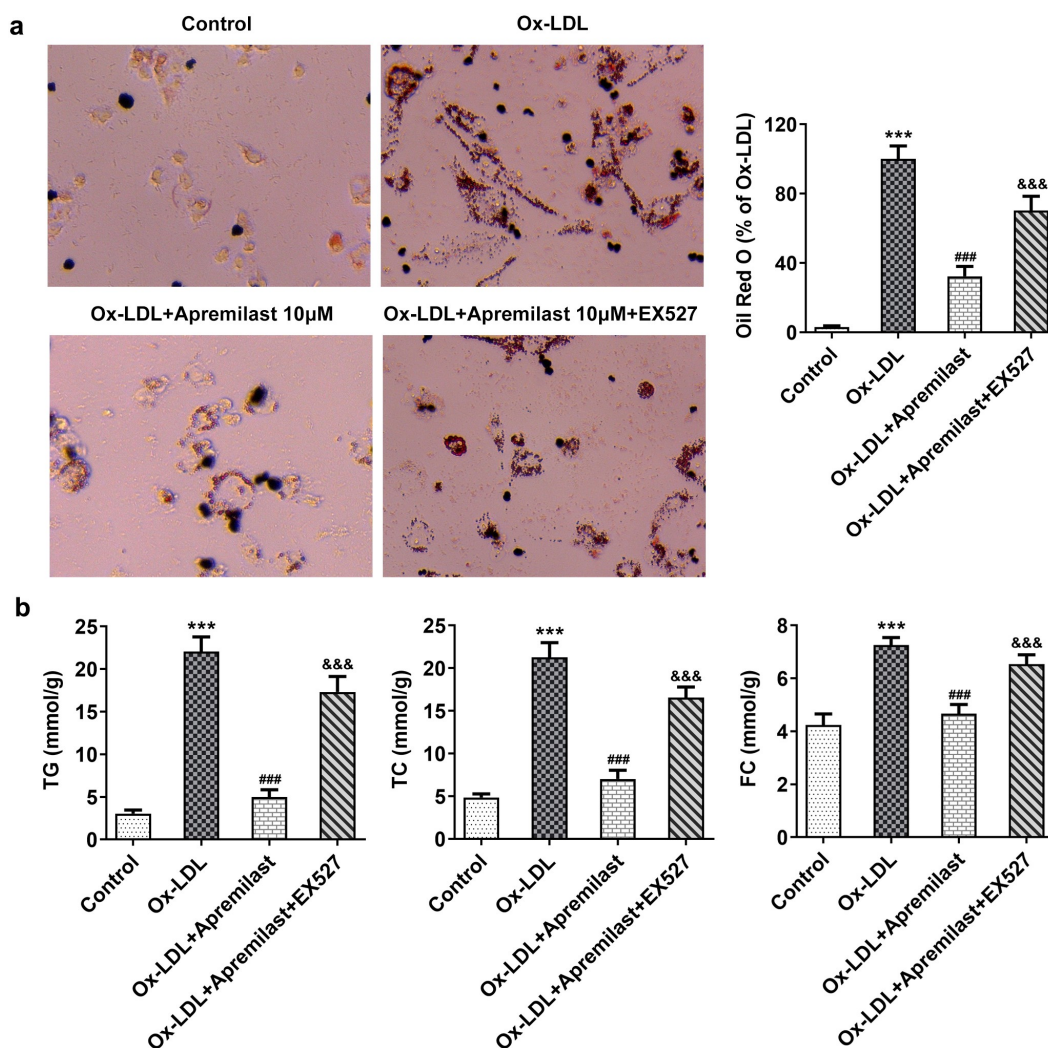 a
Control
Ox-LDL
Ox-LDL+Apremilast 10μM
Ox-LDL+Apremilast 10μM+EX527
Oil Red O (% of Ox-LDL)
120
80
40
0
***
###
&&&
Control
Ox-LDL
Ox-LDL+Apremilast
Ox-LDL+Apremilast+EX527
b
TG (mmol/g)
25
20
15
10
5
0
***
###
&&&
Control
Ox-LDL
Ox-LDL+Apremilast
Ox-LDL+Apremilast+EX527
TC (mmol/g)
25
20
15
10
5
0
***
###
&&&
Control
Ox-LDL
Ox-LDL+Apremilast
Ox-LDL+Apremilast+EX527
FC (mmol/g)
8
6
4
2
0
***
###
&&&
Control
Ox-LDL
Ox-LDL+Apremilast
Ox-LDL+Apremilast+EX527